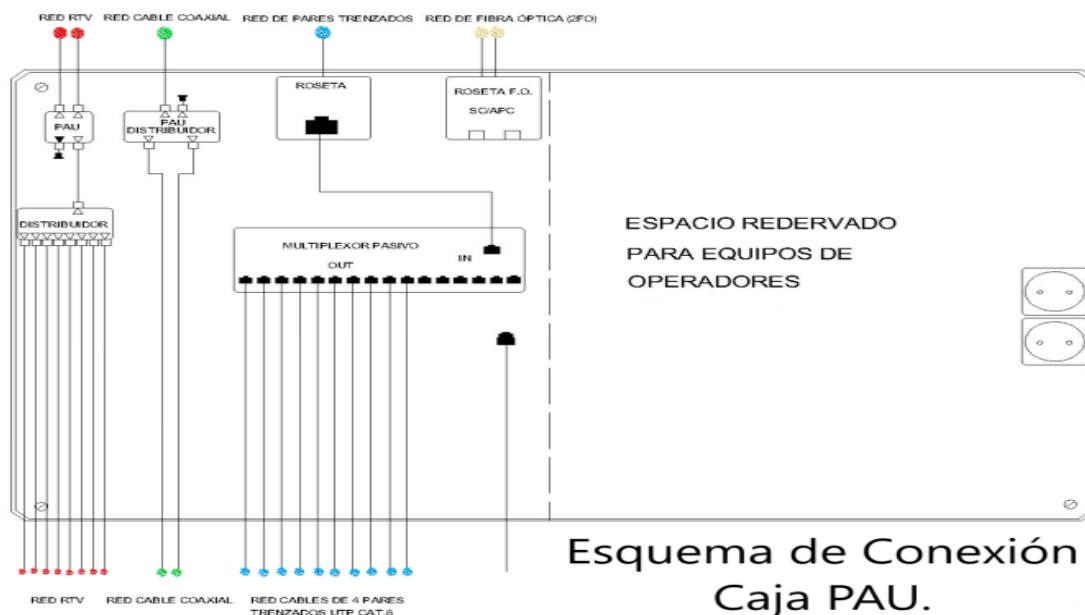 RED RTV
RED CABLE COAXIAL
RED DE PARES TRENZADOS
RED DE FIBRA ÓPTICA (2FO)
ROSETA
ROSETA F.O.
SC/APC
PAU
PAU
DISTRIBUIDOR
DISTRIBUIDOR
MULTIPLEXOR PASIVO
OUT
IN
ESPACIO REDERVADO
PARA EQUIPOS DE
OPERADORES
RED RTV
RED CABLE COAXIAL
RED CABLES DE 4 PARES
TRENZADOS UTP CAT.6
Esquema de Conexión
Caja PAU.